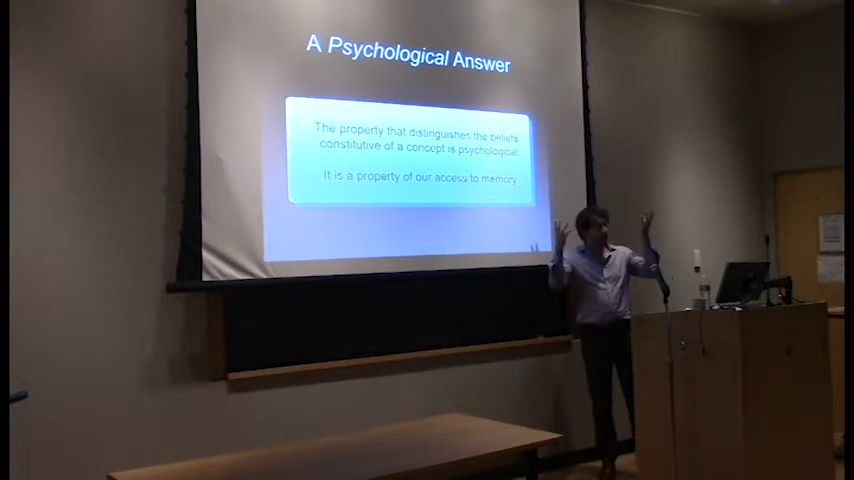 A Psychological Answer
The property that distinguishes the beliefs
constitutive of a concept is psychological.
It is a property of our access to memory.